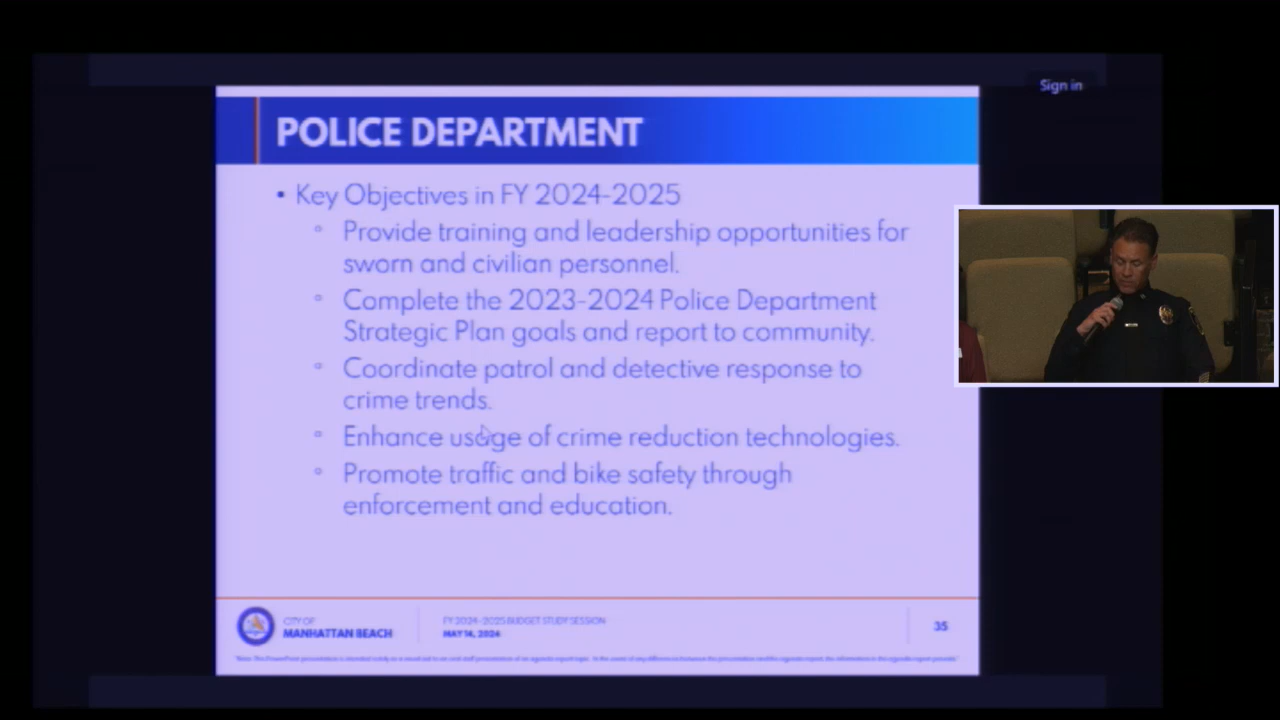 Sign in
POLICE DEPARTMENT
• Key Objectives in FY 2024-2025
◦ Provide training and leadership opportunities for
sworn and civilian personnel.
◦ Complete the 2023-2024 Police Department
Strategic Plan goals and report to community.
◦ Coordinate patrol and detective response to
crime trends.
◦ Enhance usage of crime reduction technologies.
◦ Promote traffic and bike safety through
enforcement and education.
CITY OF
MANHATTAN BEACH
FY 2024-2025 BUDGET STUDY SESSION
MAY 14, 2024
35